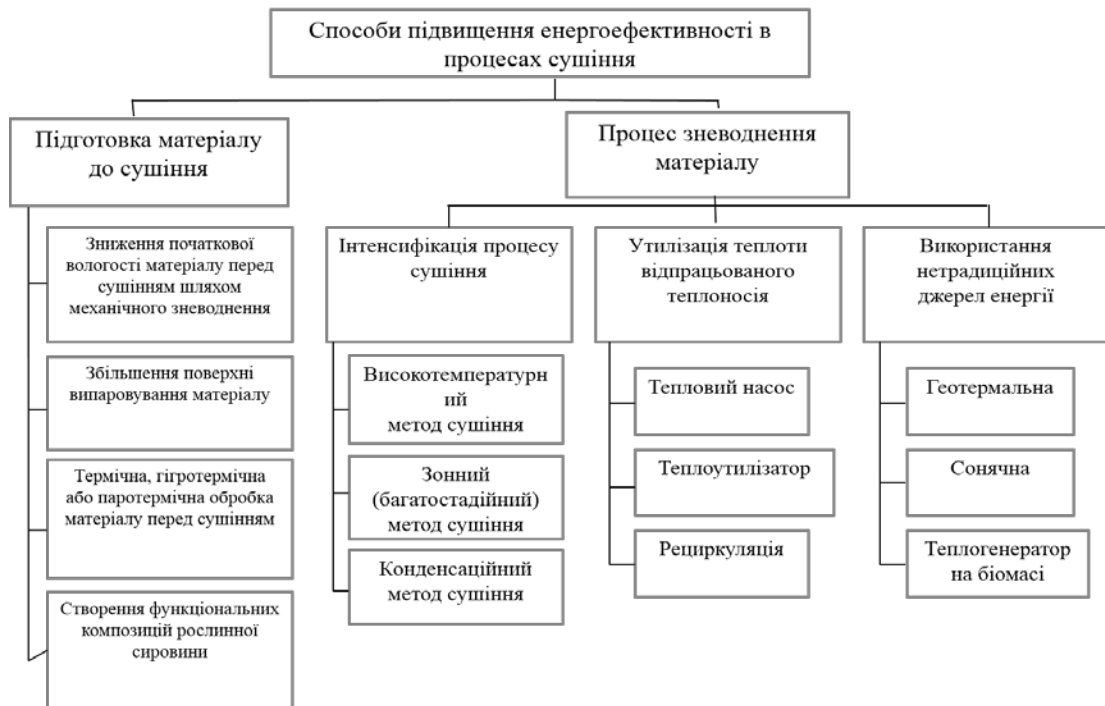 Способи підвищення енергоефективності в
процесах сушіння
Підготовка матеріалу
до сушіння
Зниження початкової
вологості матеріалу перед
сушінням шляхом
механічного зневоднення
Збільшення поверхні
випаровування матеріалу
Термічна, гігротермічна
або паротермічна обробка
матеріалу перед сушінням
Створення функціональних
композицій рослинної
сировини
Процес зневоднення
матеріалу
Інтенсифікація процесу
сушіння
Високотемпературн
ий
метод сушіння
Зонний
(багатостадійний)
метод сушіння
Конденсаційний
метод сушіння
Утилізація теплоти
відпрацьованого
теплоносія
Тепловий насос
Теплоутилізатор
Рециркуляція
Використання
нетрадиційних
джерел енергії
Геотермальна
Сонячна
Теплогенератор
на біомасі